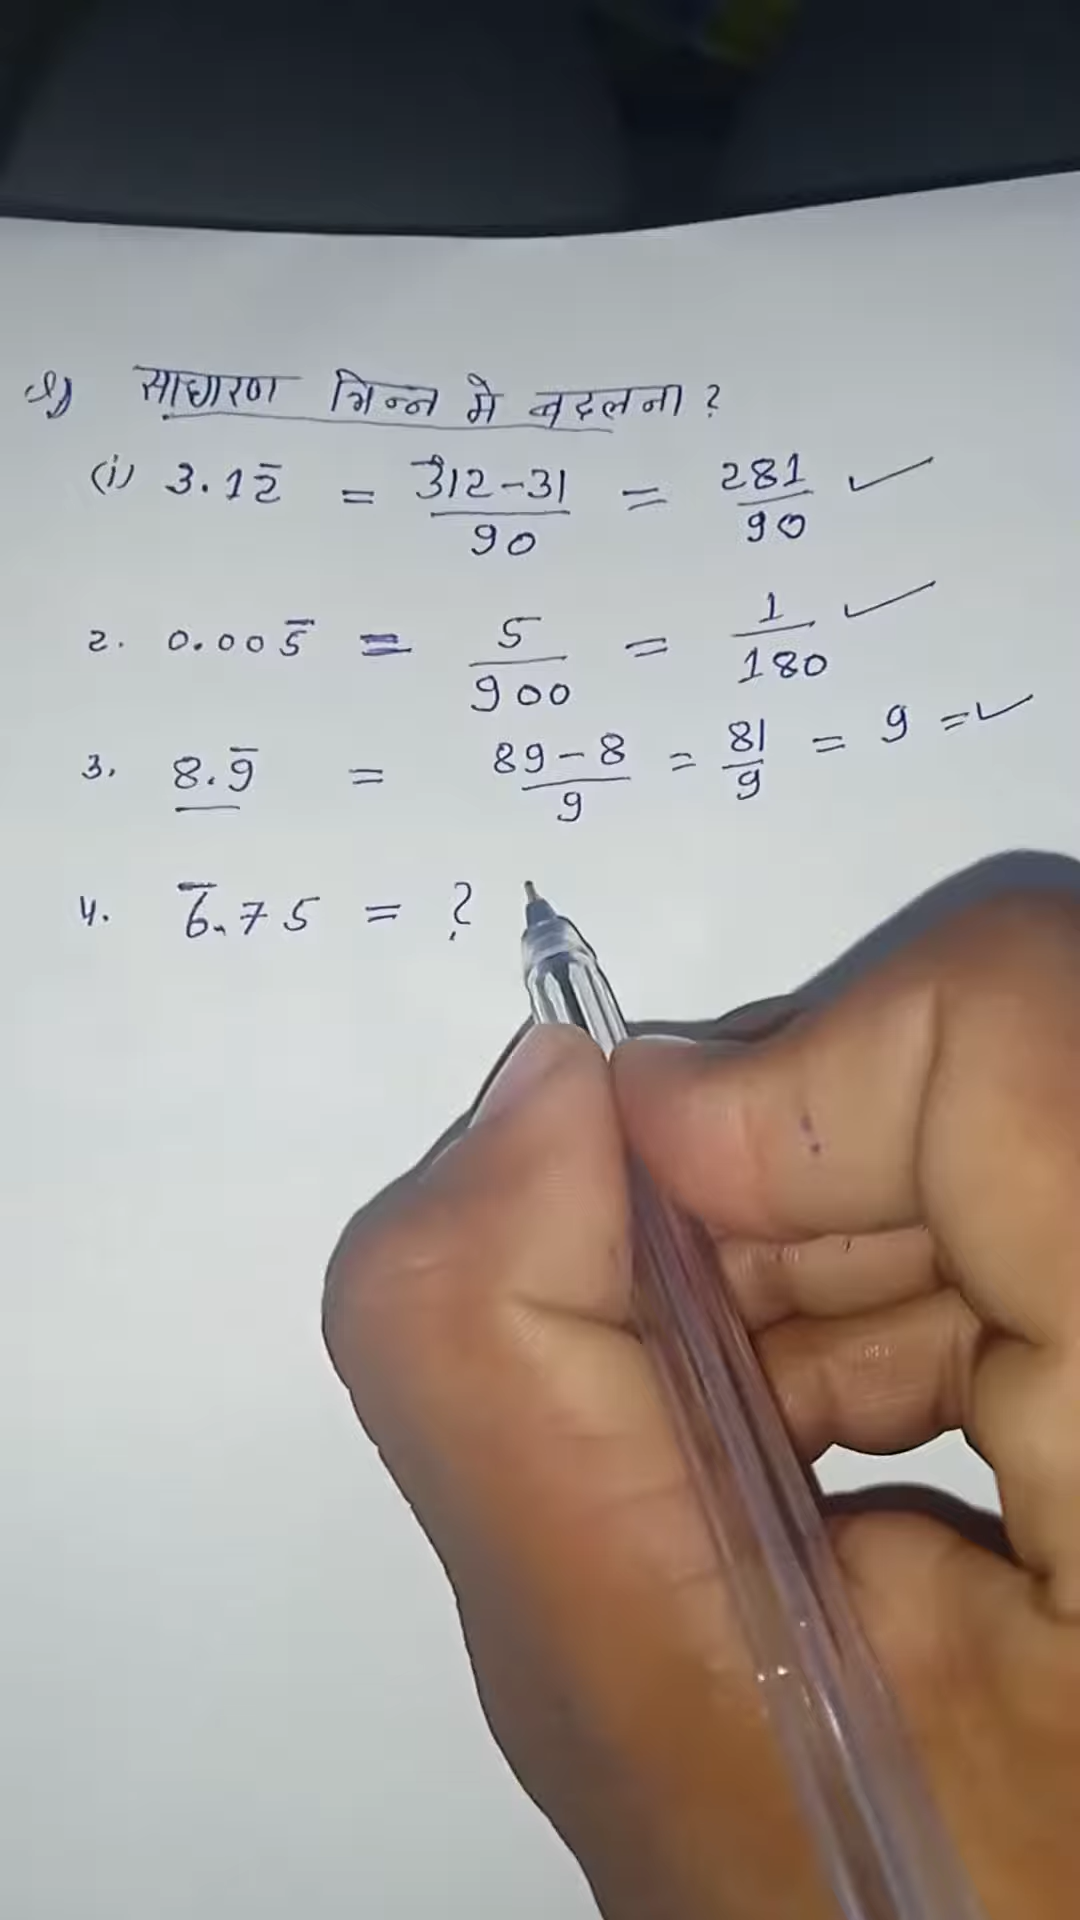 Q) साधारण भिन्न मे बदलना ?
(i) 3.12̅ = 312-31/90 = 281/90 ✓
2. 0.005̅ = 5/900 = 1/180 ✓
3. 8.9̅ = 89-8/9 = 81/9 = 9 = ✓
4. 6̅.75 = ?